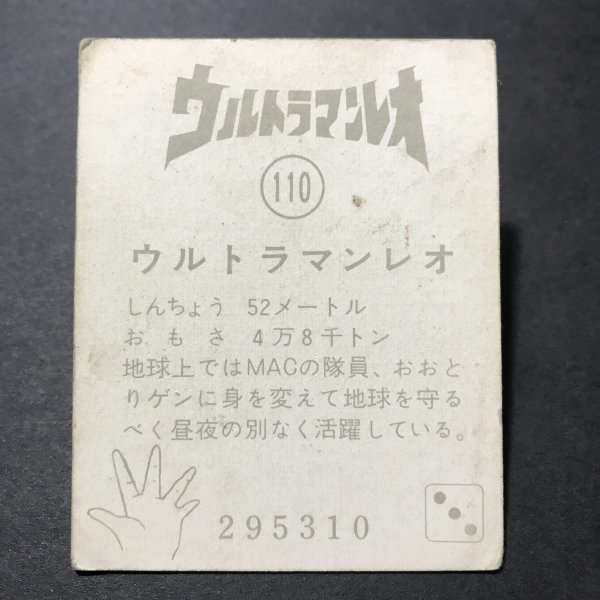 ウルトラマンレオ
110
ウルトラマンレオ
しんちょう 52メートル
おもさ 4万8千トン
地球上ではMACの隊員、おおと
りゲンに身を変えて地球を守る
べく昼夜の別なく活躍している。
295310